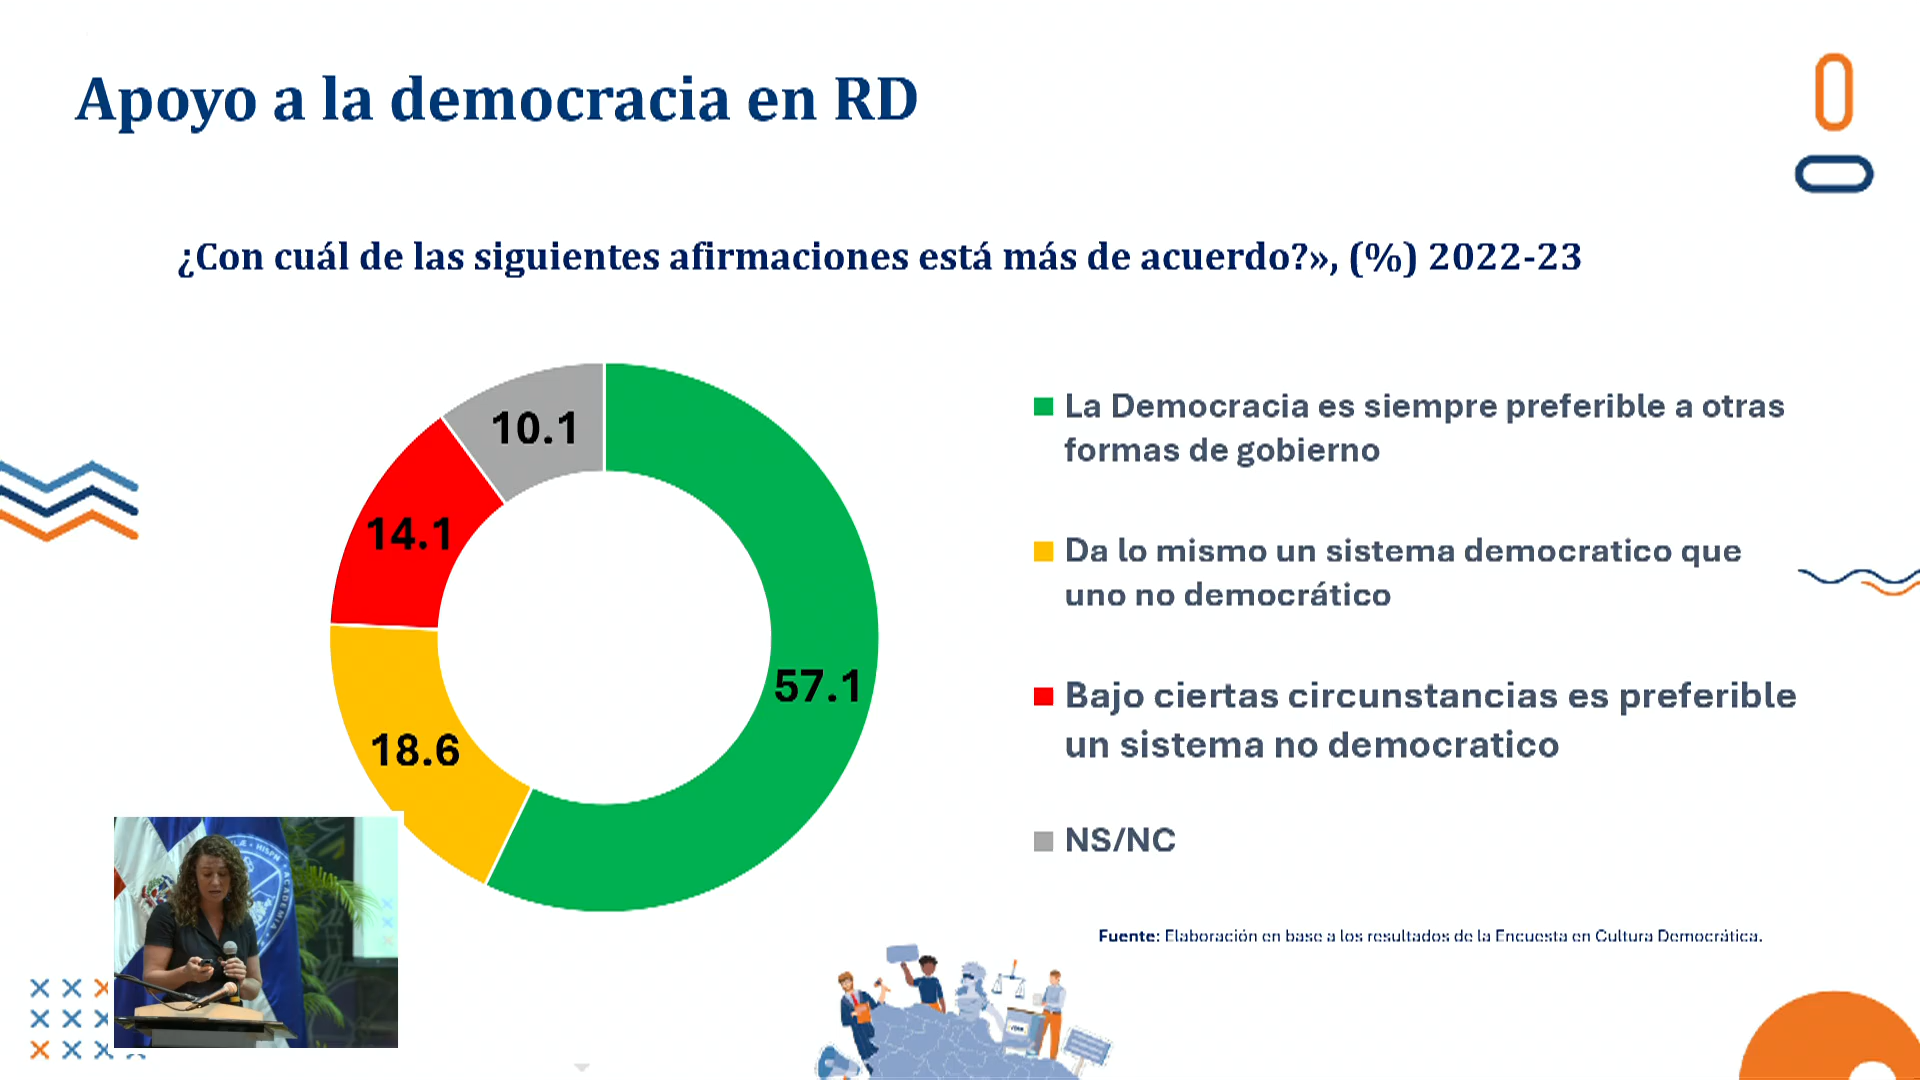 Apoyo a la democracia en RD
¿Con cuál de las siguientes afirmaciones está más de acuerdo?», (%) 2022-23
10.1
14.1
57.1
18.6
La Democracia es siempre preferible a otras
formas de gobierno
Da lo mismo un sistema democratico que
uno no democrático
Bajo ciertas circunstancias es preferible
un sistema no democratico
NS/NC
Fuente: Elaboración en base a los resultados de la Encuesta en Cultura Democrática.